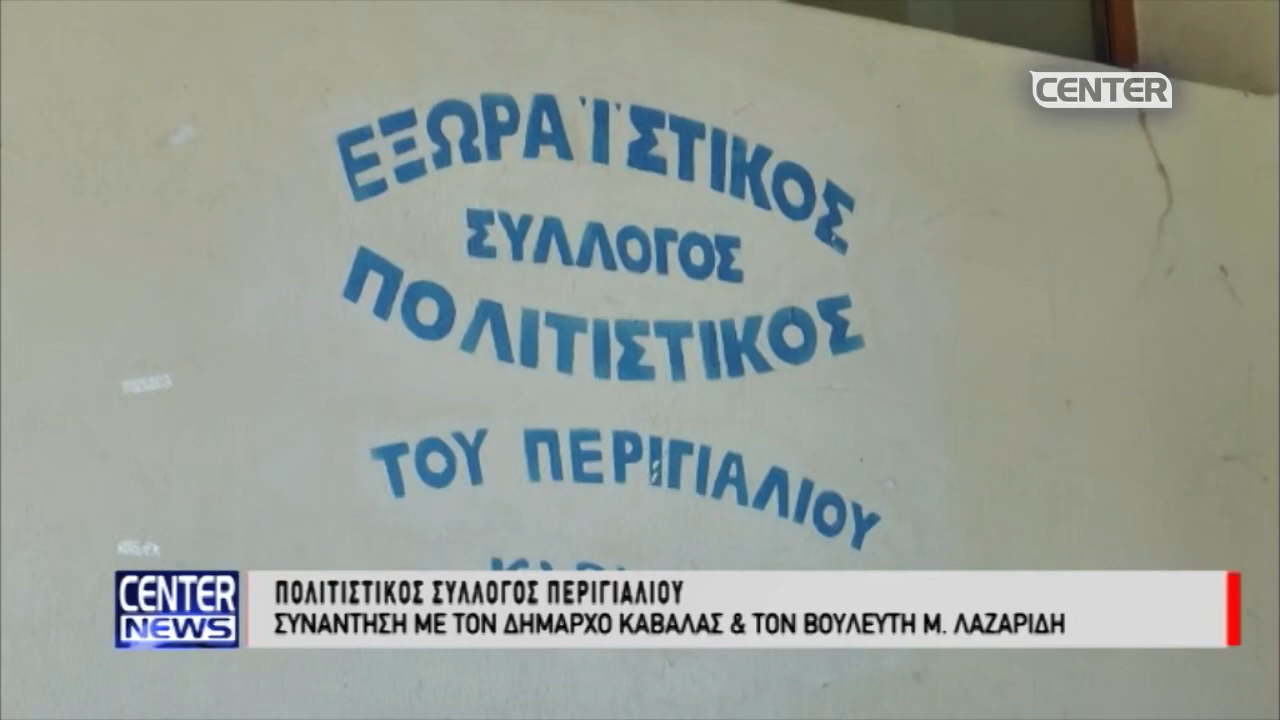 CENTER
ΕΞΩΡΑΪΣΤΙΚΟΣ
ΣΥΛΛΟΓΟΣ
ΠΟΛΙΤΙΣΤΙΚΟΣ
ΤΟΥ ΠΕΡΙΓΙΑΛΙΟΥ
CENTER
NEWS
ΠΟΛΙΤΙΣΤΙΚΟΣ ΣΥΛΛΟΓΟΣ ΠΕΡΙΓΙΑΛΙΟΥ
ΣΥΝΑΝΤΗΣΗ ΜΕ ΤΟΝ ΔΗΜΑΡΧΟ ΚΑΒΑΛΑΣ & ΤΟΝ ΒΟΥΛΕΥΤΗ Μ. ΛΑΖΑΡΙΔΗ